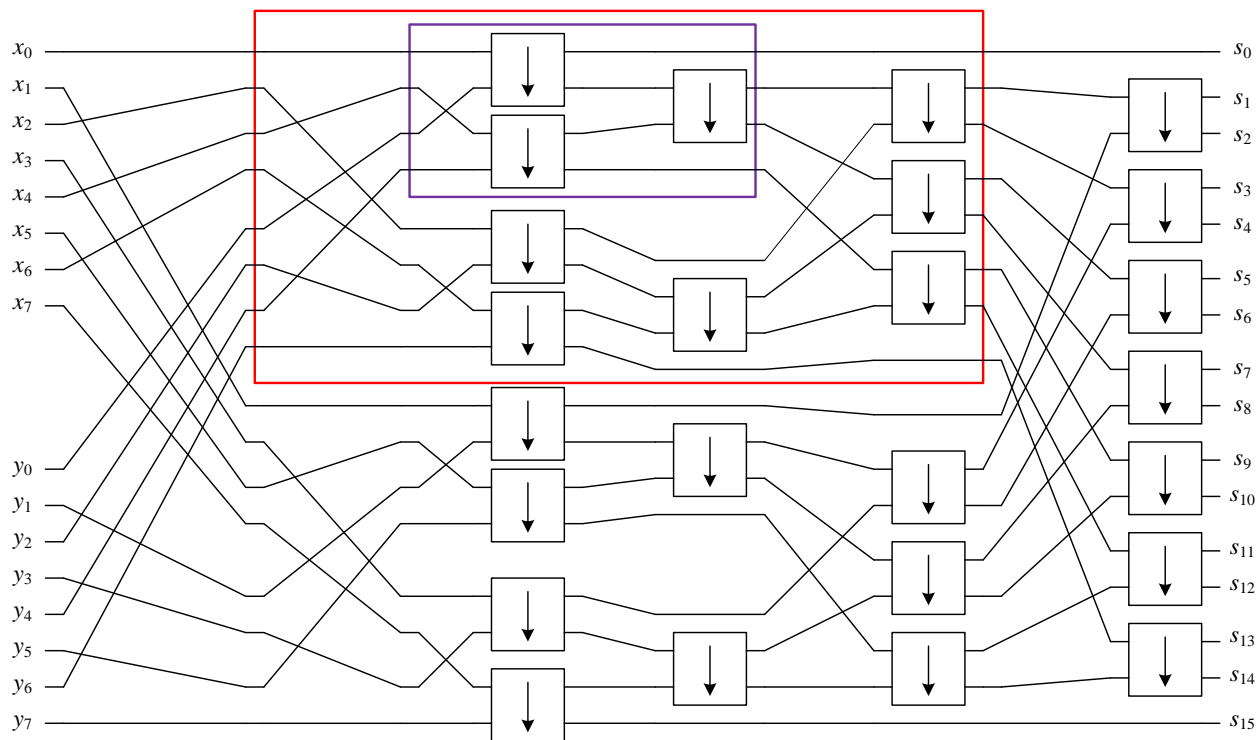 x₀
x₁
x₂
x₃
x₄
x₅
x₆
x₇
y₀
y₁
y₂
y₃
y₄
y₅
y₆
y₇
s₀
s₁
s₂
s₃
s₄
s₅
s₆
s₇
s₈
s₉
s₁₀
s₁₁
s₁₂
s₁₃
s₁₄
s₁₅